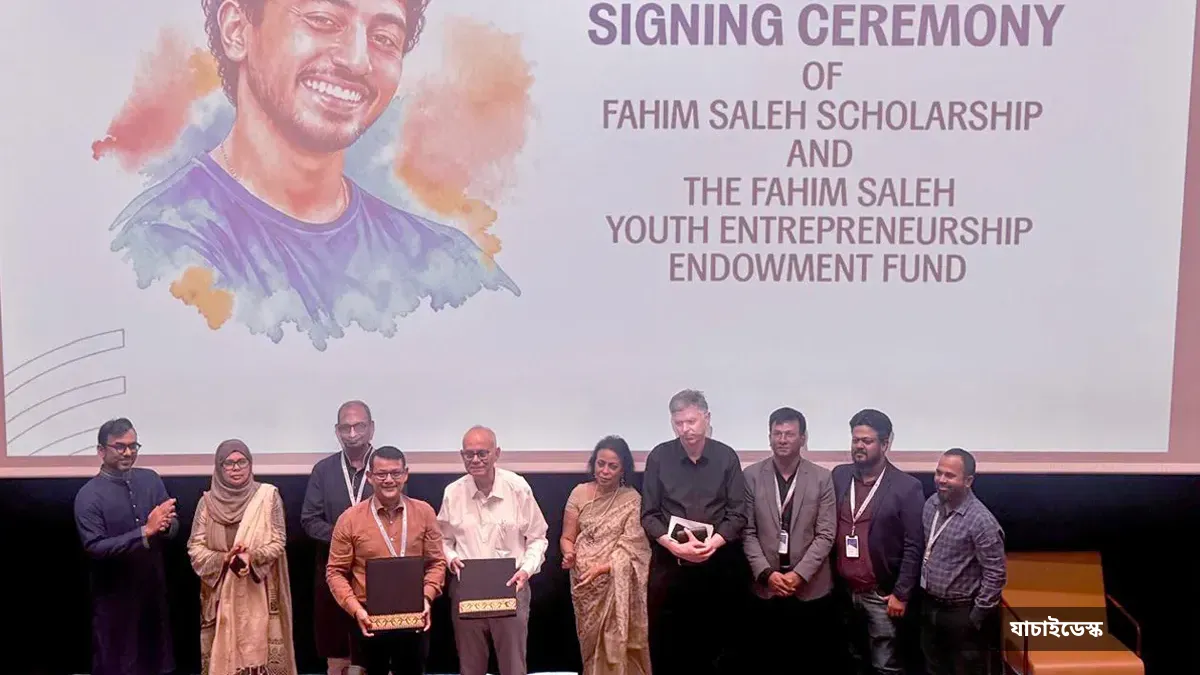 SIGNING CEREMONY
OF
FAHIM SALEH SCHOLARSHIP
AND
THE FAHIM SALEH
YOUTH ENTREPRENEURSHIP
ENDOWMENT FUND
যাচাইডেস্ক